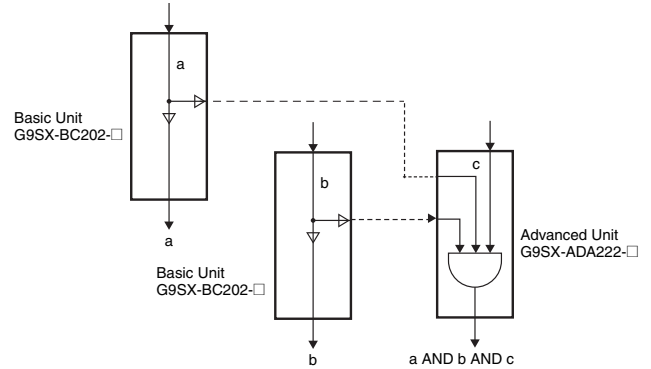 a
Basic Unit
G9SX-BC202-□
a
b
c
Basic Unit
G9SX-BC202-□
Advanced Unit
G9SX-ADA222-□
b
a AND b AND c